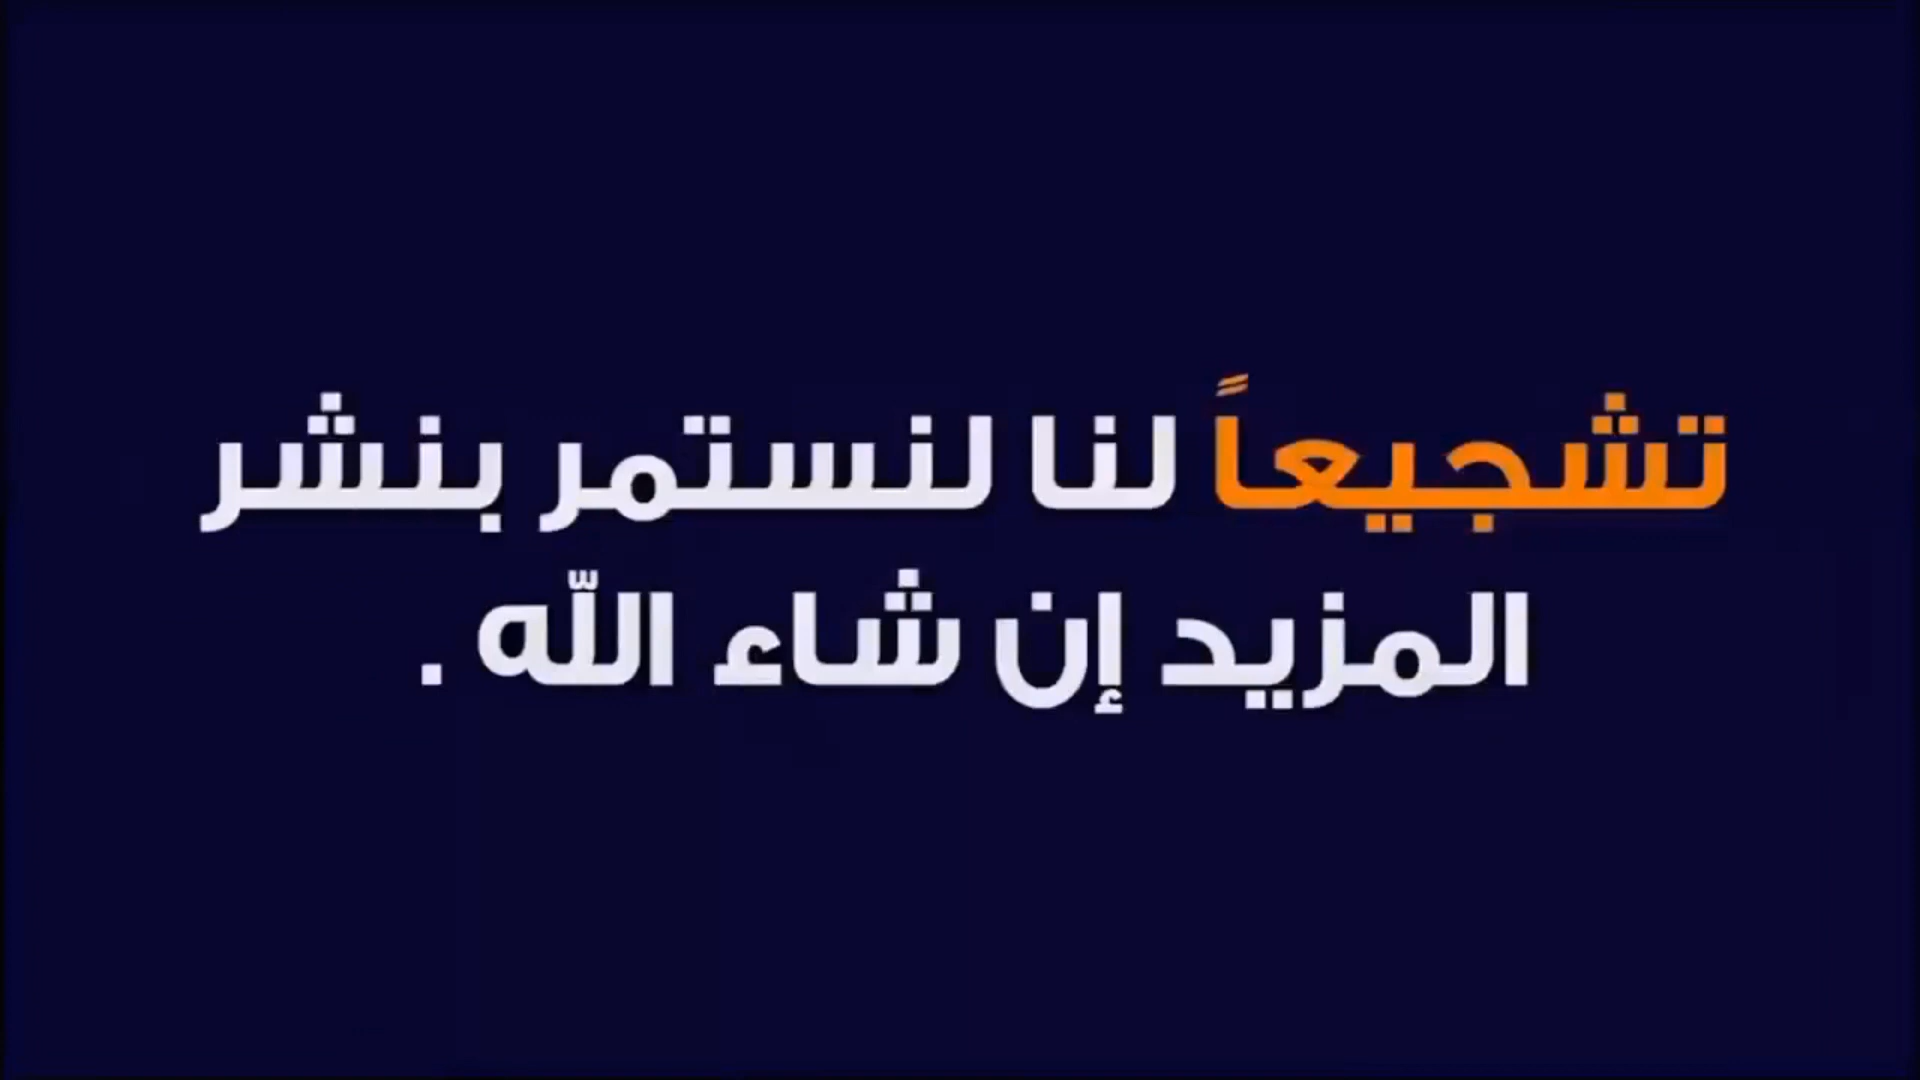 تشجيعاً لنا لنستمر بنشر
المزيد إن شاء اللّه .